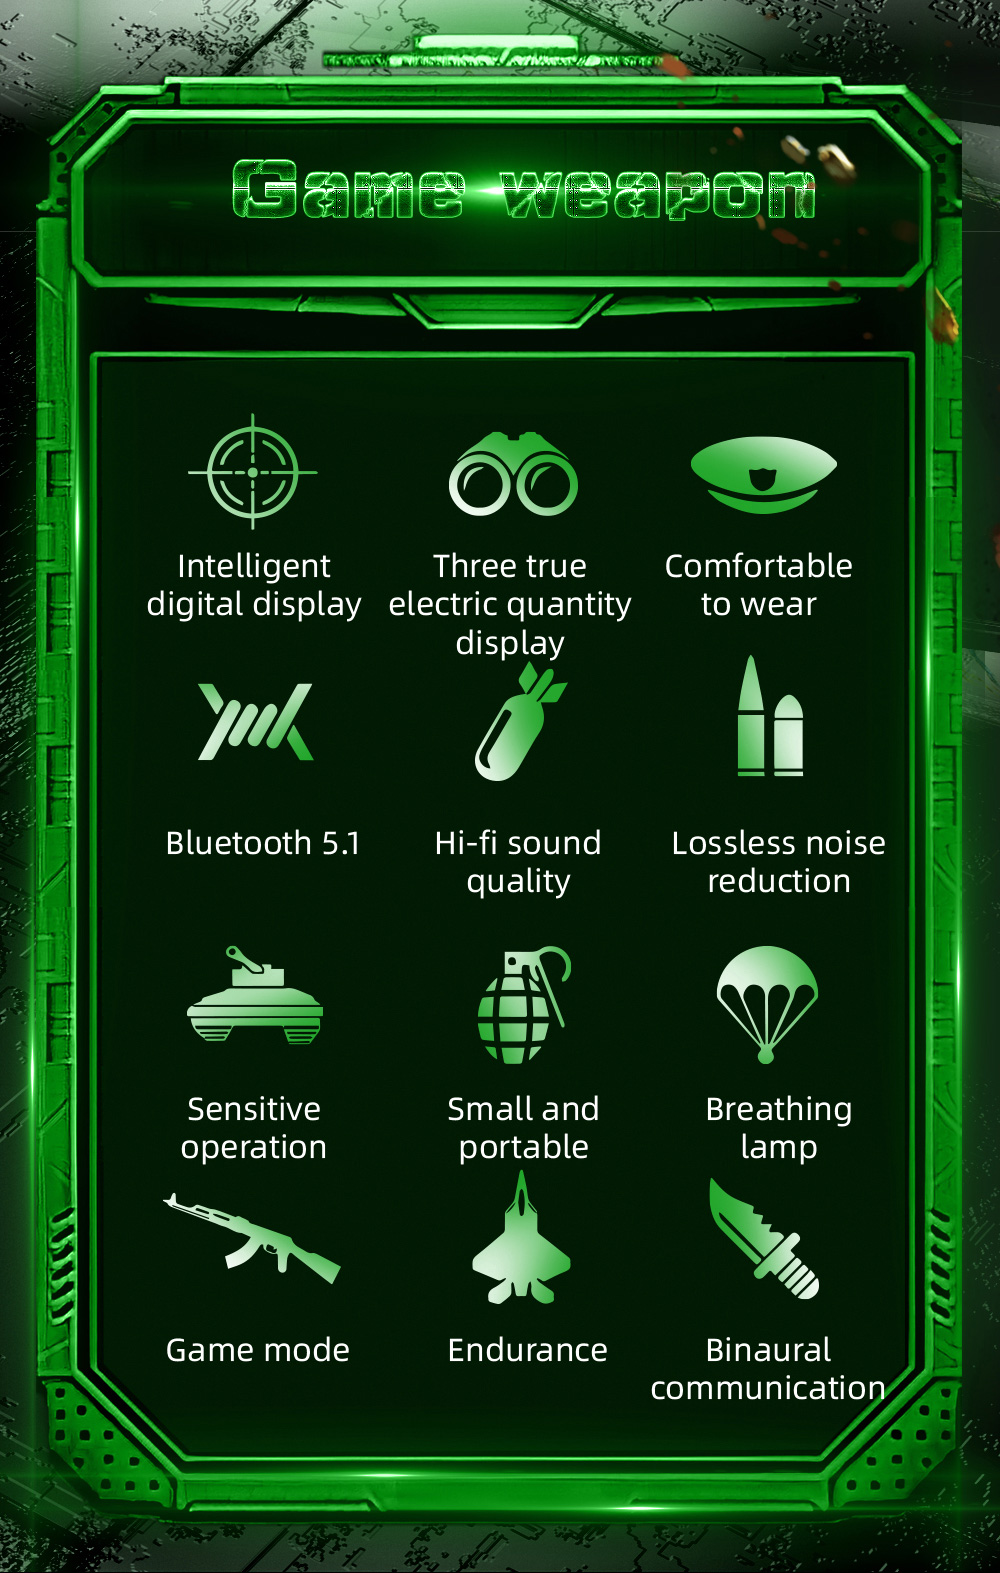 Game weapon
Intelligent
digital display
Three true
electric quantity
display
Comfortable
to wear
Bluetooth 5.1
Hi-fi sound
quality
Lossless noise
reduction
Sensitive
operation
Small and
portable
Breathing
lamp
Game mode
Endurance
Binaural
communication